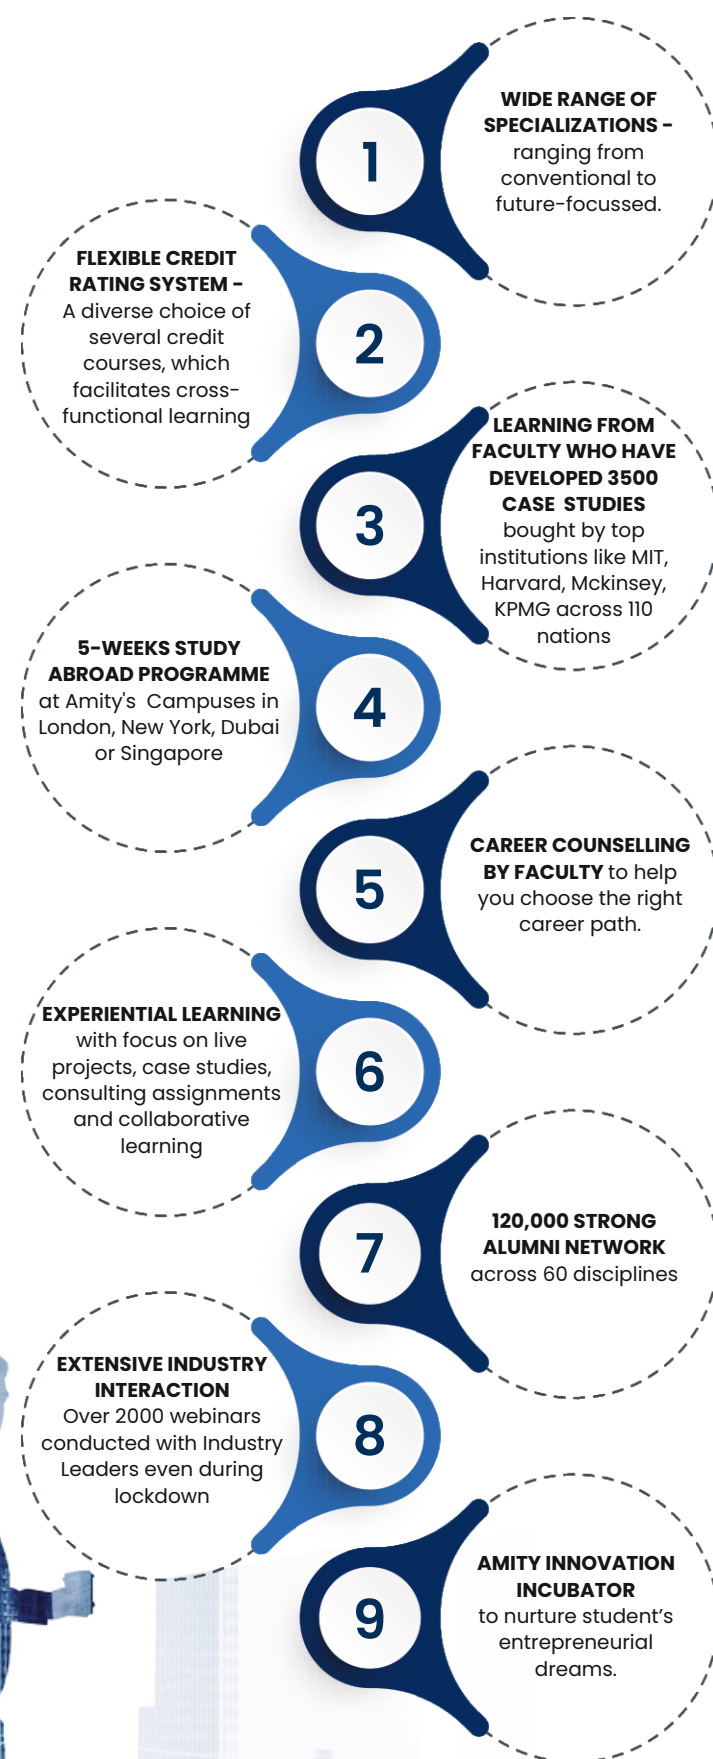 1
WIDE RANGE OF
SPECIALIZATIONS -
ranging from
conventional to
future-focussed.
2
FLEXIBLE CREDIT
RATING SYSTEM -
A diverse choice of
several credit
courses, which
facilitates cross-
functional learning
3
LEARNING FROM
FACULTY WHO HAVE
DEVELOPED 3500
CASE STUDIES
bought by top
institutions like MIT,
Harvard, Mckinsey,
KPMG across 110
nations
4
5-WEEKS STUDY
ABROAD PROGRAMME
at Amity's Campuses in
London, New York, Dubai
or Singapore
5
CAREER COUNSELLING
BY FACULTY to help
you choose the right
career path.
6
EXPERIENTIAL LEARNING
with focus on live
projects, case studies,
consulting assignments
and collaborative
learning
7
120,000 STRONG
ALUMNI NETWORK
across 60 disciplines
8
EXTENSIVE INDUSTRY
INTERACTION
Over 2000 webinars
conducted with Industry
Leaders even during
lockdown
9
AMITY INNOVATION
INCUBATOR
to nurture student’s
entrepreneurial
dreams.